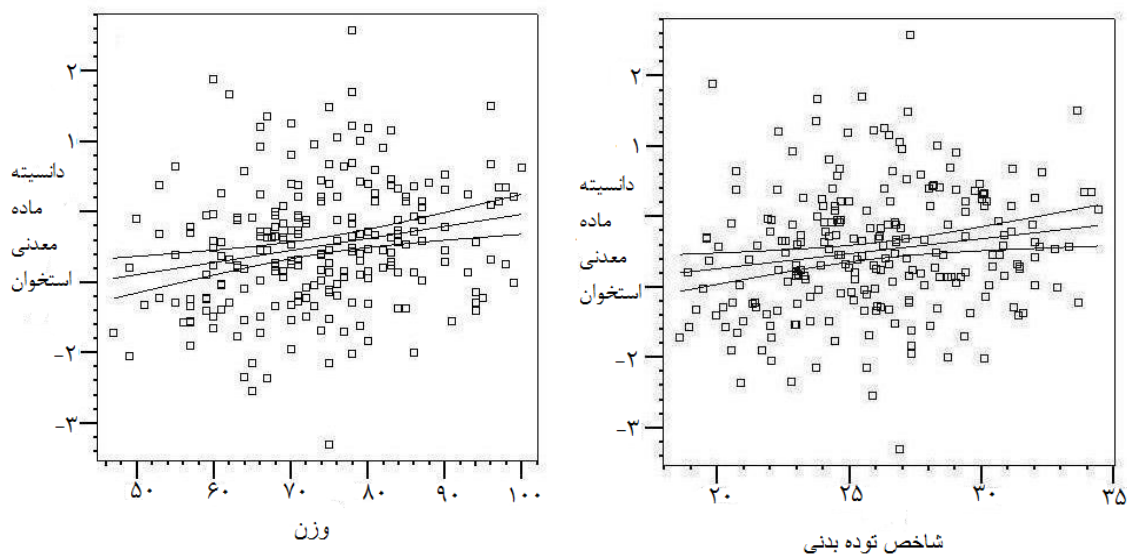 ۲
۱
-۲
-۳
دانسیته
ماده
معدنی
استخوان
۵۰ ۶۰ ۷۰ ۸۰ ۹۰ ۱۰۰
وزن
۲
۱
-۲
-۳
دانسیته
ماده
معدنی
استخوان
۲۰ ۲۵ ۳۰ ۳۵
شاخص توده بدنی